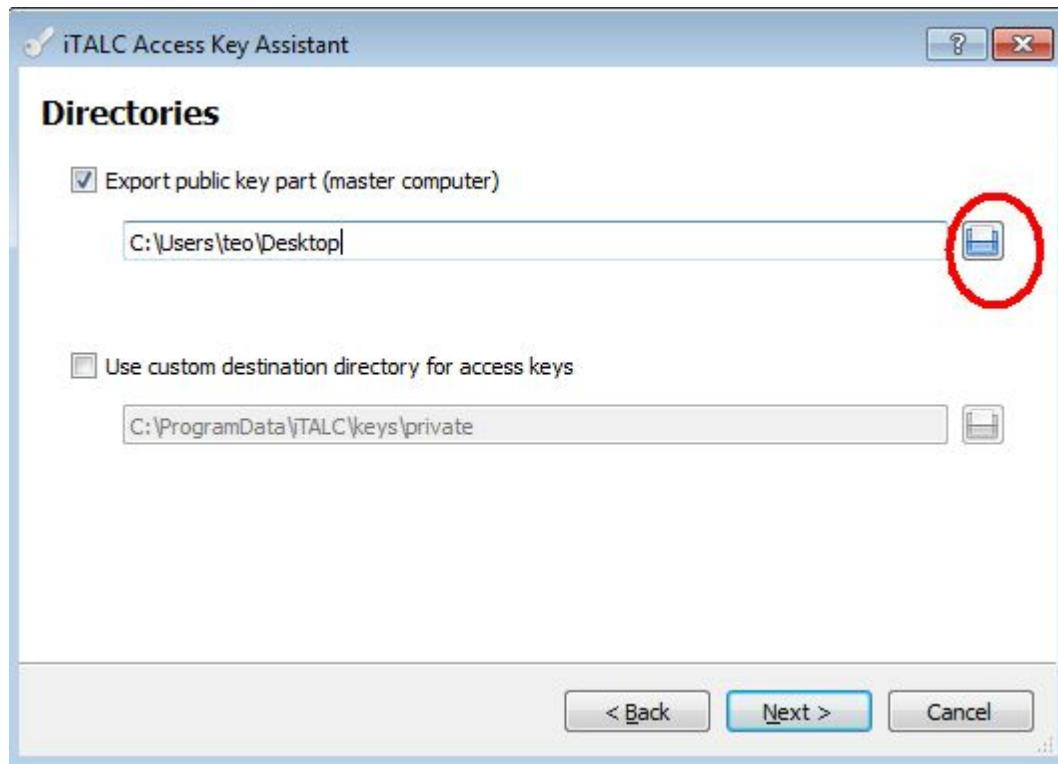 iTALC Access Key Assistant
Directories
Export public key part (master computer)
C:\Users\teo\Desktop
Use custom destination directory for access keys
C:\ProgramData\iTALC\keys\private
< Back Next > Cancel